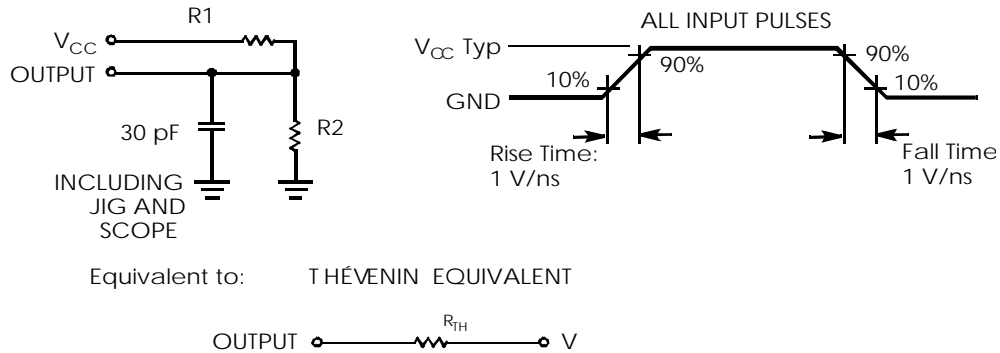 R1
VCC
OUTPUT
30 pF
R2
INCLUDING
JIG AND
SCOPE
ALL INPUT PULSES
VCC Typ
GND
10%
90%
90%
10%
Rise Time:
1 V/ns
Fall Time
1 V/ns
Equivalent to: THÉVENIN EQUIVALENT
RTH
OUTPUT V